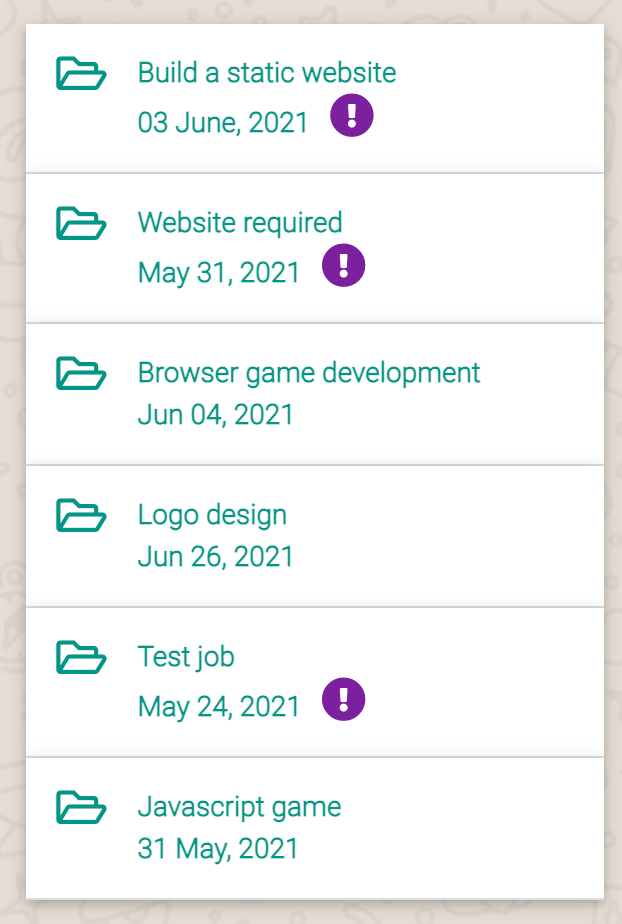 Build a static website
03 June, 2021
Website required
May 31, 2021
Browser game development
Jun 04, 2021
Logo design
Jun 26, 2021
Test job
May 24, 2021
Javascript game
31 May, 2021